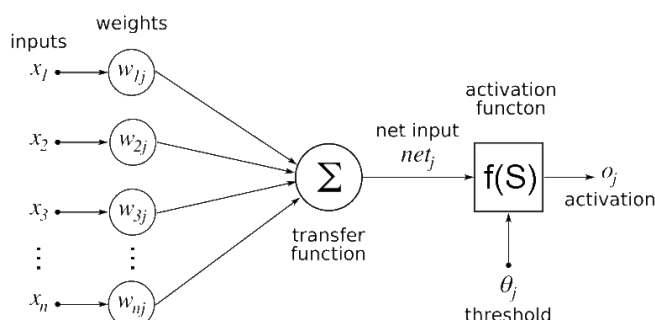 weights
inputs
x1
w1j
x2
w2j
x3
w3j
xn
wnj
Σ
transfer
function
net input
netj
activation
functon
f(S)
oj
activation
θj
threshold